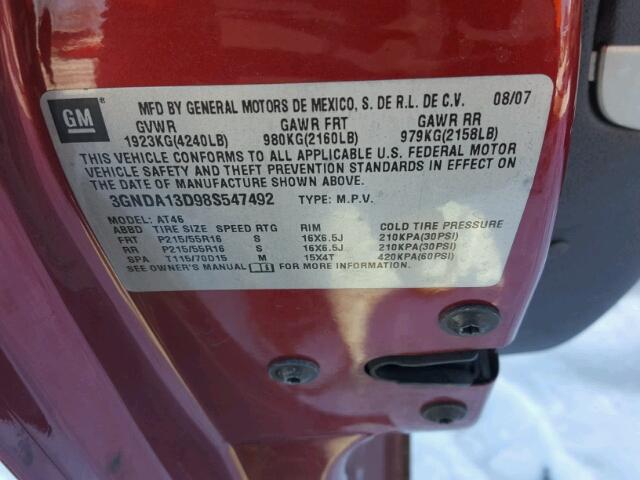 GM ® MFD BY GENERAL MOTORS DE MEXICO, S. DE R.L. DE C.V. 08/07
GVWR GAWR FRT GAWR RR
1923KG(4240LB) 980KG(2160LB) 979KG(2158LB)
THIS VEHICLE CONFORMS TO ALL APPLICABLE U.S. FEDERAL MOTOR
VEHICLE SAFETY AND THEFT PREVENTION STANDARDS IN EFFECT ON
THE DATE OF MANUFACTURE SHOWN ABOVE.
3GNDA13D98S547492 TYPE: M.P.V.
MODEL: AT46
ABBD TIRE SIZE SPEED RTG RIM COLD TIRE PRESSURE
FRT P215/55R16 S 16X6.5J 210KPA(30PSI)
RR P215/55R16 S 16X6.5J 210KPA(30PSI)
SPA T115/70D15 M 15X4T 420KPA(60PSI)
SEE OWNER'S MANUAL FOR MORE INFORMATION.